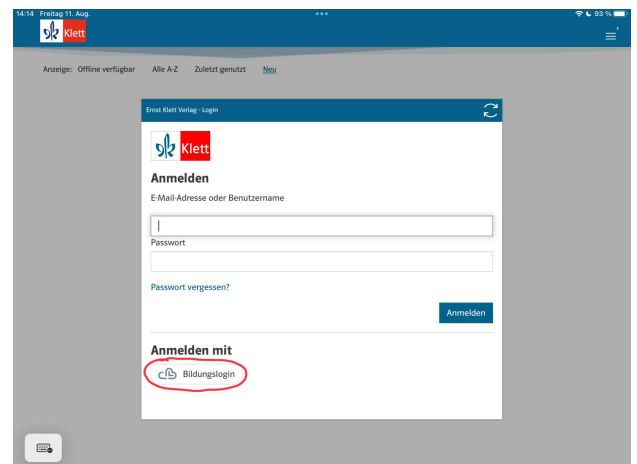 14:14 Freitag 11. Aug. 93 %
Klett
Anzeige: Offline verfügbar Alle A-Z Zuletzt genutzt Neu
Ernst Klett Verlag - Login
Klett
Anmelden
E-Mail-Adresse oder Benutzername
Passwort
Passwort vergessen?
Anmelden
Anmelden mit
Bildungslogin